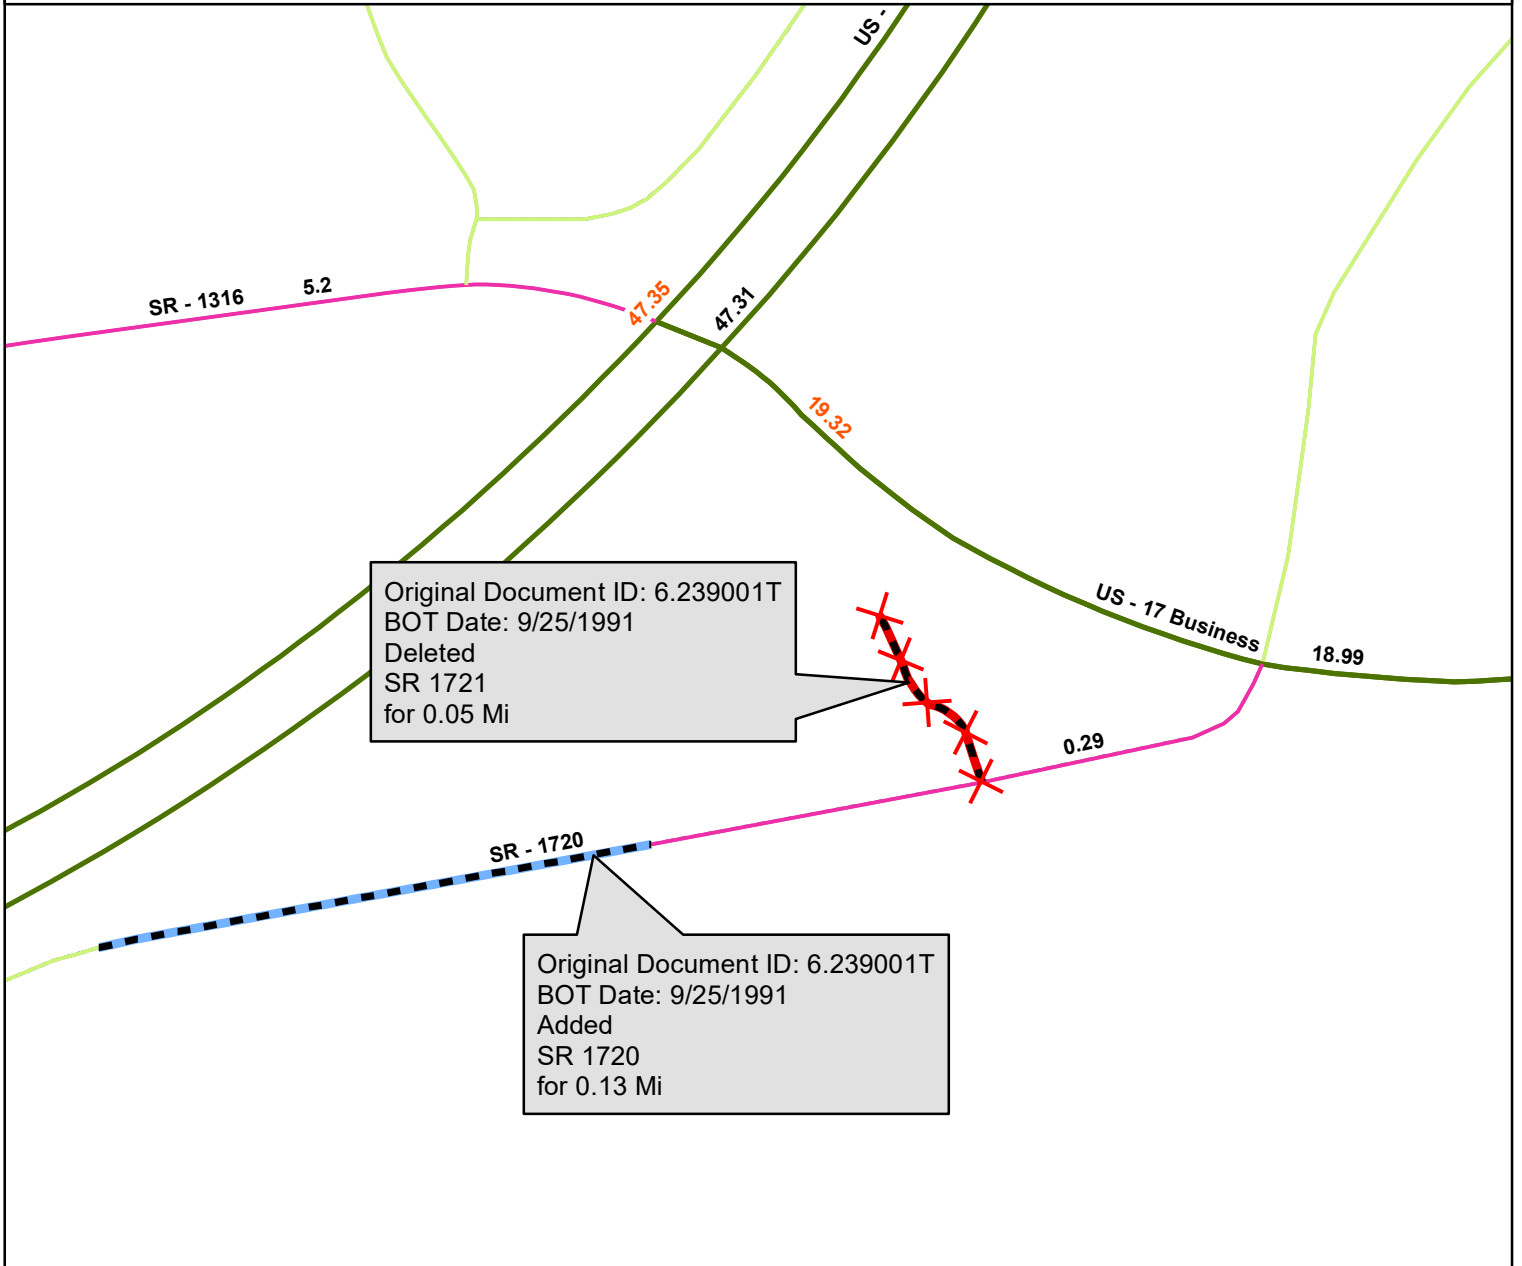 US -
SR - 1316
5.2
47.35
47.31
19.32
Original Document ID: 6.239001T
BOT Date: 9/25/1991
Deleted
SR 1721
for 0.05 Mi
US - 17 Business
18.99
0.29
SR - 1720
Original Document ID: 6.239001T
BOT Date: 9/25/1991
Added
SR 1720
for 0.13 Mi